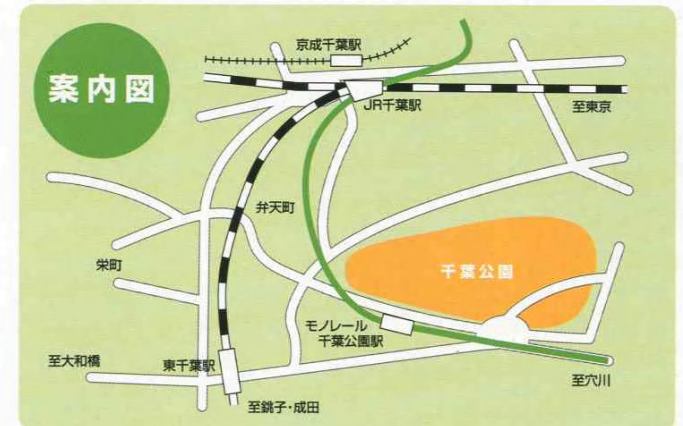 案内図
京成千葉駅
JR千葉駅
至東京
弁天町
栄町
千葉公園
モノレール
千葉公園駅
至大和橋
東千葉駅
至穴川
至銚子・成田